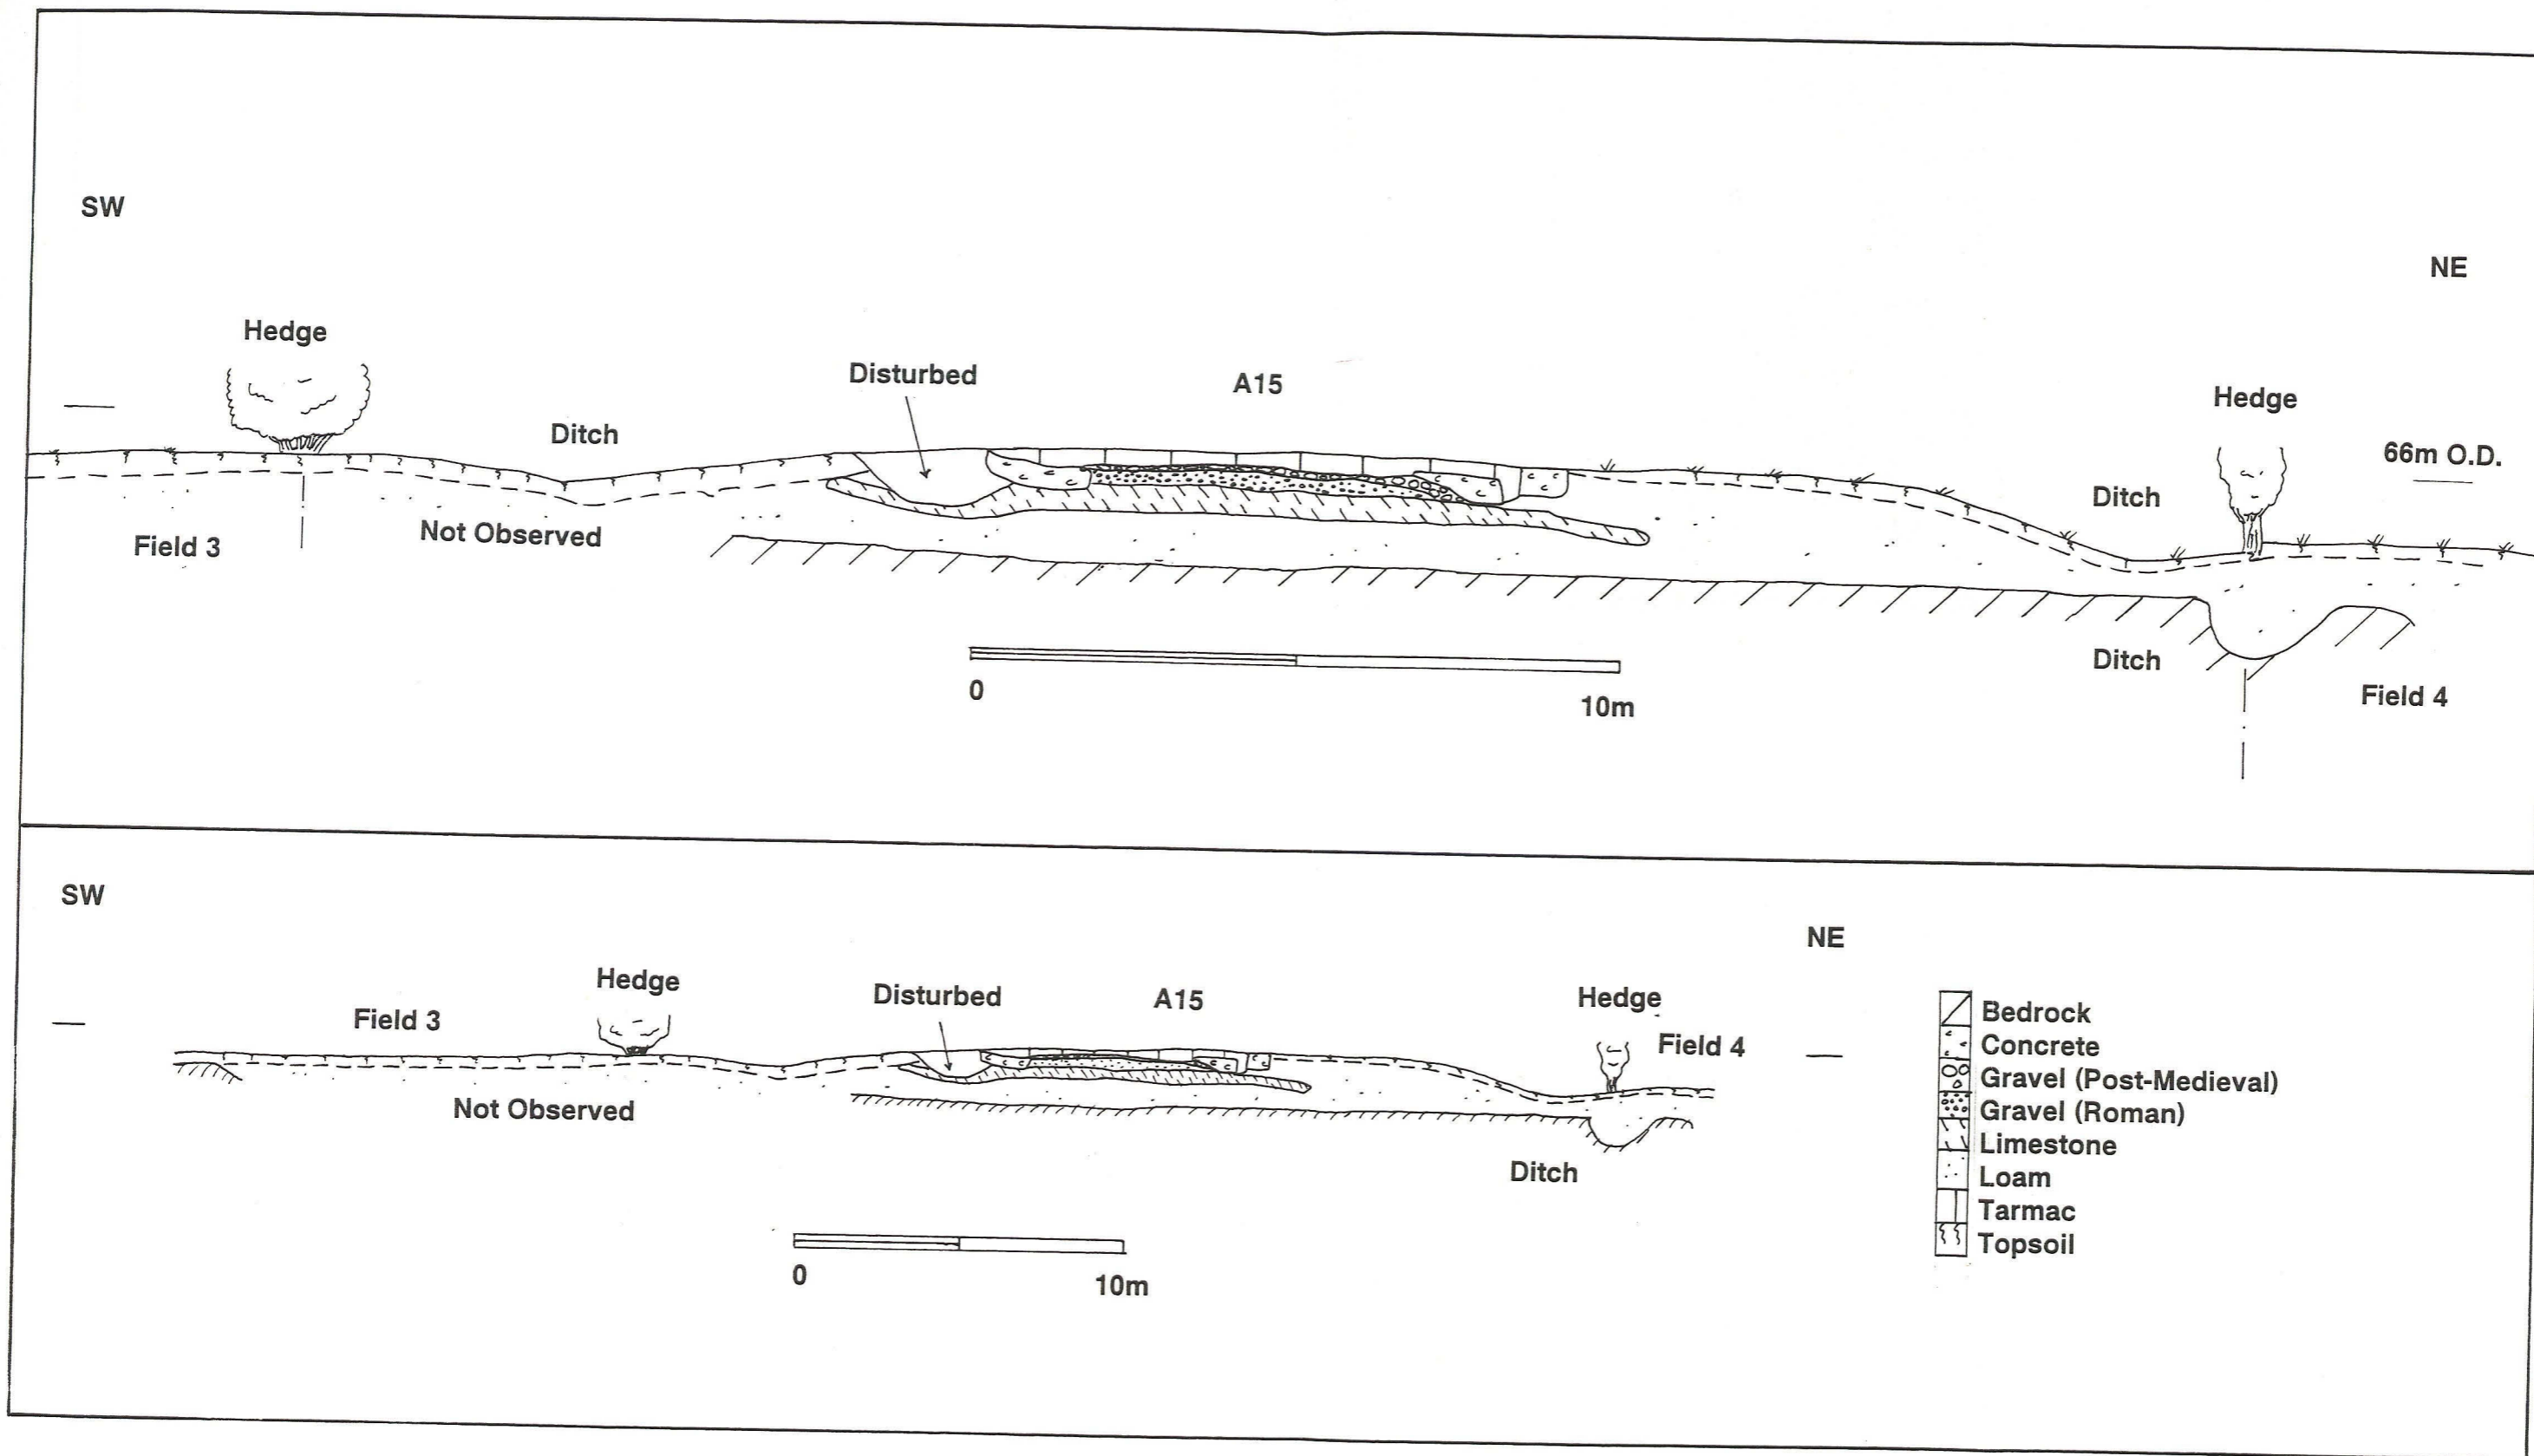 SW
NE
Hedge
Disturbed
A15
Hedge
Ditch
66m O.D.
Ditch
Field 3
Not Observed
Ditch
Field 4
0
10m
SW
NE
Hedge
Disturbed
A15
Hedge
Field 3
Field 4
Not Observed
Ditch
0
10m
Bedrock
Concrete
Gravel (Post-Medieval)
Gravel (Roman)
Limestone
Loam
Tarmac
Topsoil